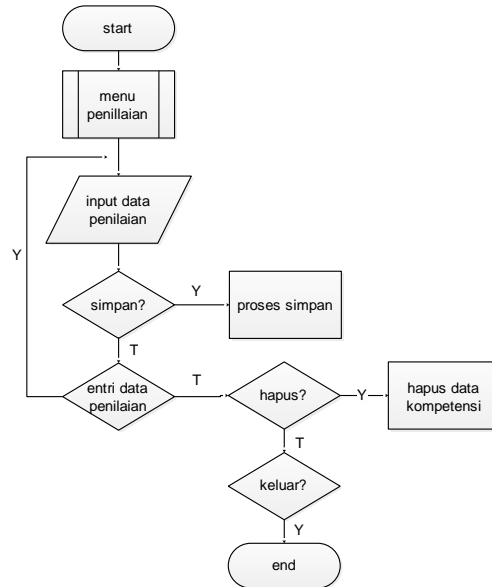 start
menu
penillaian
input data
penilaian
Y
simpan?
Y
proses simpan
T
entri data
penilaian
T
hapus?
Y
hapus data
kompetensi
T
keluar?
Y
end